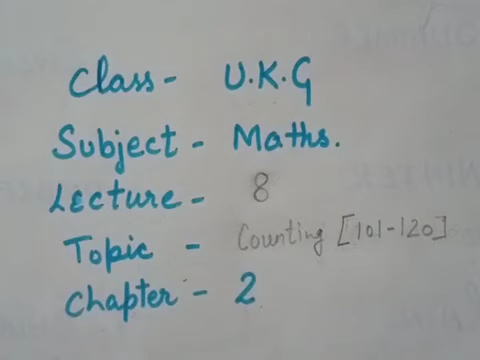 Class - U.K.G
Subject - Maths.
Lecture - 8
Topic - Counting [101-120]
Chapter - 2